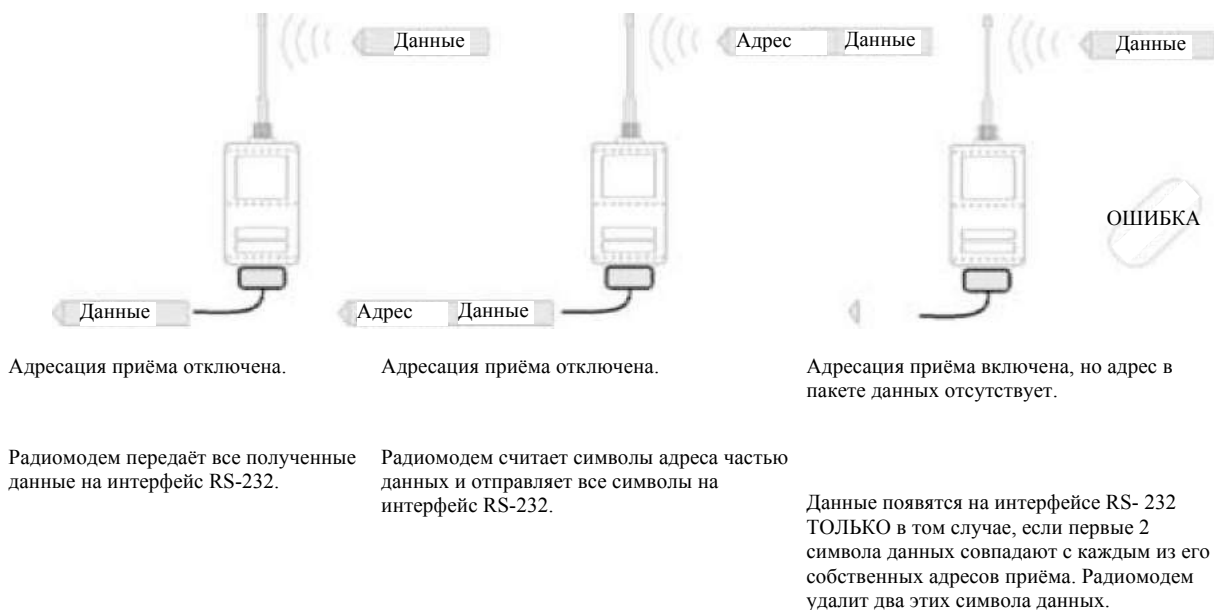 Данные
Адрес Данные
Данные
ОШИБКА
Данные
Адрес Данные
Адресация приёма отключена.
Радиомодем передаёт все полученные
данные на интерфейс RS-232.
Адресация приёма отключена.
Радиомодем считает символы адреса частью
данных и отправляет все символы на
интерфейс RS-232.
Адресация приёма включена, но адрес в
пакете данных отсутствует.
Данные появятся на интерфейсе RS- 232
ТОЛЬКО в том случае, если первые 2
символа данных совпадают с каждым из его
собственных адресов приёма. Радиомодем
удалит два этих символа данных.